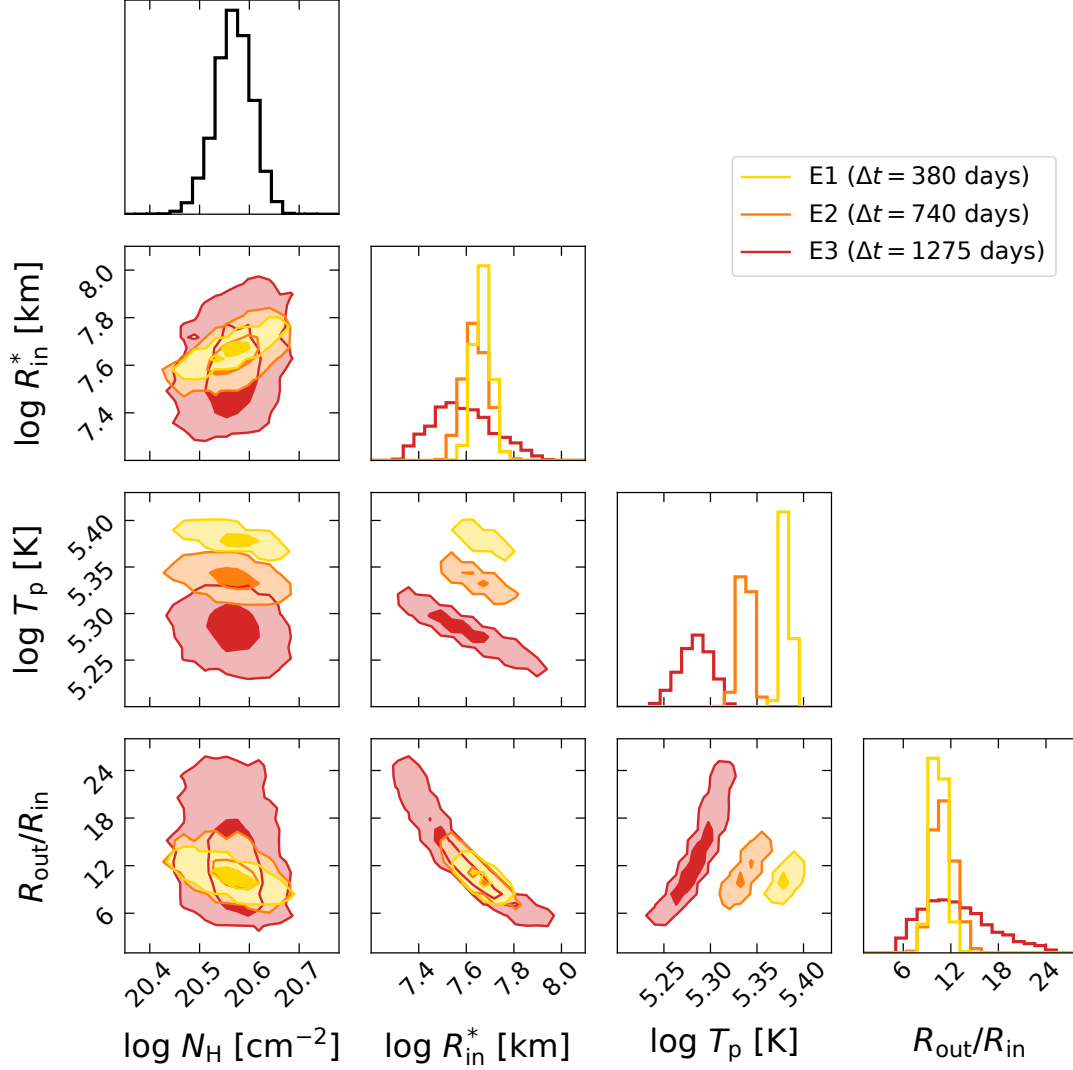 E1 (Δt = 380 days)
E2 (Δt = 740 days)
E3 (Δt = 1275 days)
log R*in [km]
8.0
7.8
7.6
7.4
log Tp [K]
5.40
5.35
5.30
5.25
Rout/Rin
24
18
12
6
20.4 20.5 20.6 20.7
7.4 7.6 7.8 8.0
5.25 5.30 5.35 5.40
6 12 18 24
log NH [cm−2]
log R*in [km]
log Tp [K]
Rout/Rin